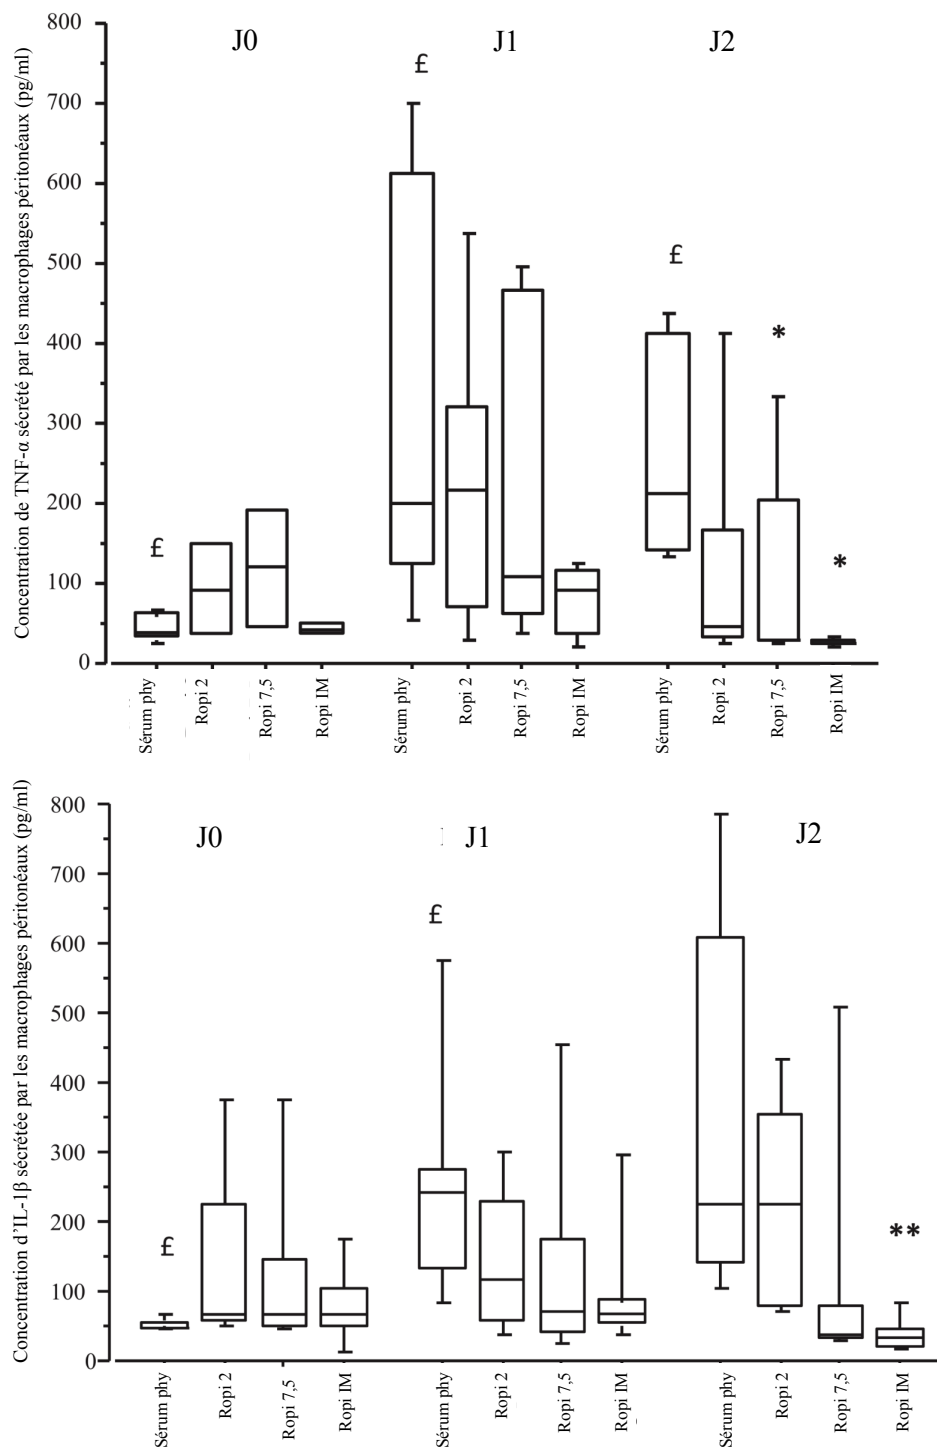 Concentration de TNF-α sécrété par les macrophages péritonéaux (pg/ml)
800
700
600
500
400
300
200
100
0
J0
J1
J2
£
£
£
*
*
Sérum phy
Ropi 2
Ropi 7,5
Ropi IM
Sérum phy
Ropi 2
Ropi 7,5
Ropi IM
Sérum phy
Ropi 2
Ropi 7,5
Ropi IM
Concentration d'IL-1β sécrétée par les macrophages péritonéaux (pg/ml)
800
700
600
500
400
300
200
100
0
J0
J1
J2
£
£
**
Sérum phy
Ropi 2
Ropi 7,5
Ropi IM
Sérum phy
Ropi 2
Ropi 7,5
Ropi IM
Sérum phy
Ropi 2
Ropi 7,5
Ropi IM